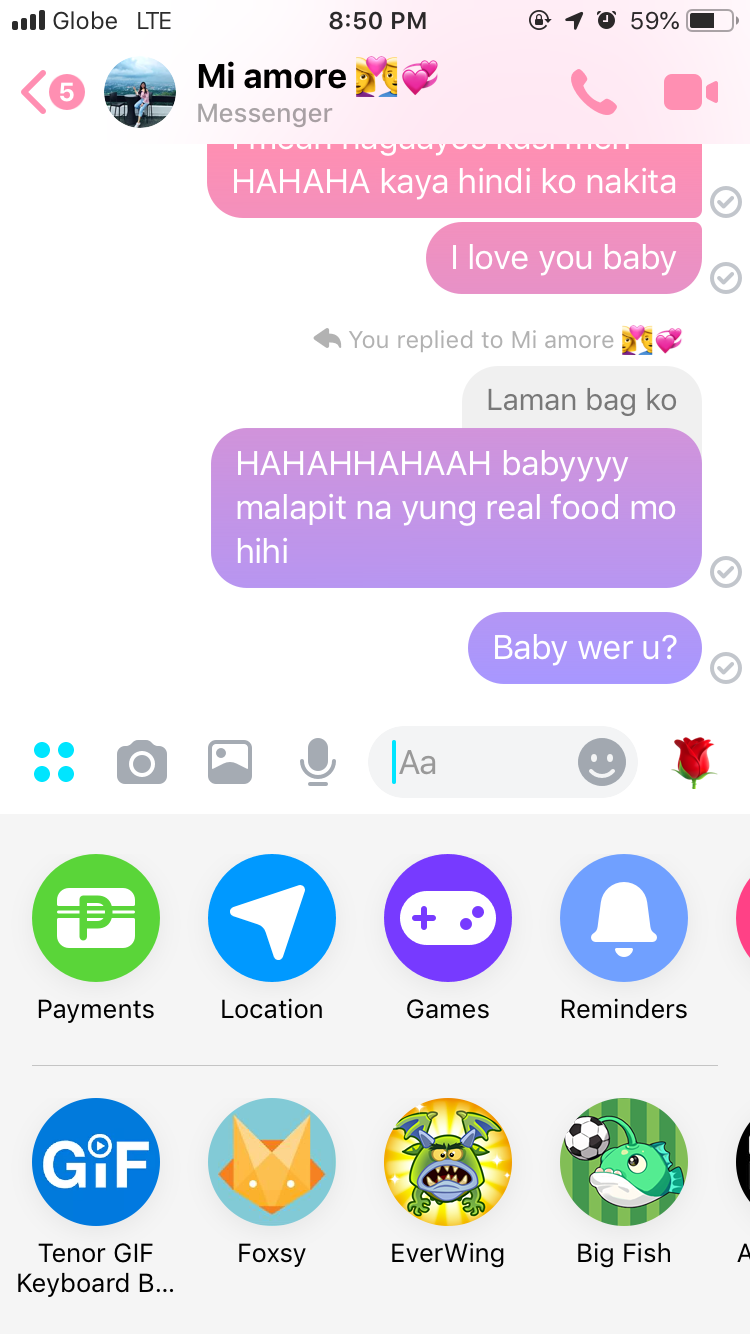 Globe LTE 8:50 PM 59%
5
Mi amore 👩‍❤️‍👨💞
Messenger
HAHAHA kaya hindi ko nakita
I love you baby
You replied to Mi amore 👩‍❤️‍👨💞
Laman bag ko
HAHAHHAHAAH babyyyy
malapit na yung real food mo
hihi
Baby wer u?
Aa
Payments Location Games Reminders
GIF
Tenor GIF Foxsy EverWing Big Fish A
Keyboard B...